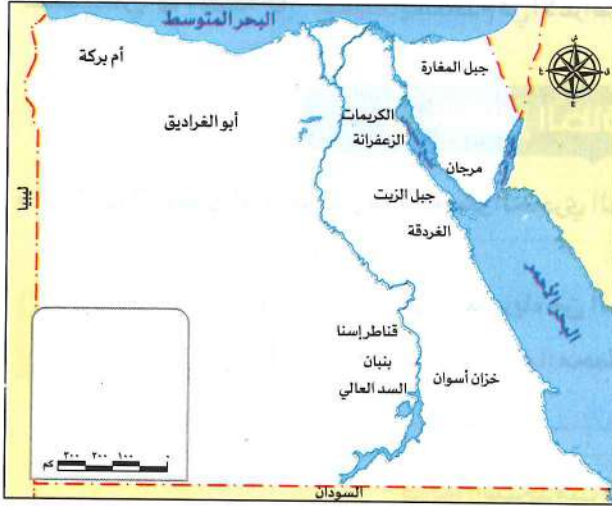 البحر المتوسط
أم بركة
جبل المغارة
أبو الغراديق
الكريمات
الزعفرانة
مرجان
جبل الزيت
الغردقة
ليبيا
البحر الأحمر
قناطر إسنا
بنبان
السد العالي
خزان أسوان
٣٠٠ ٢٠٠ ١٠٠ ٠
كم
السودان